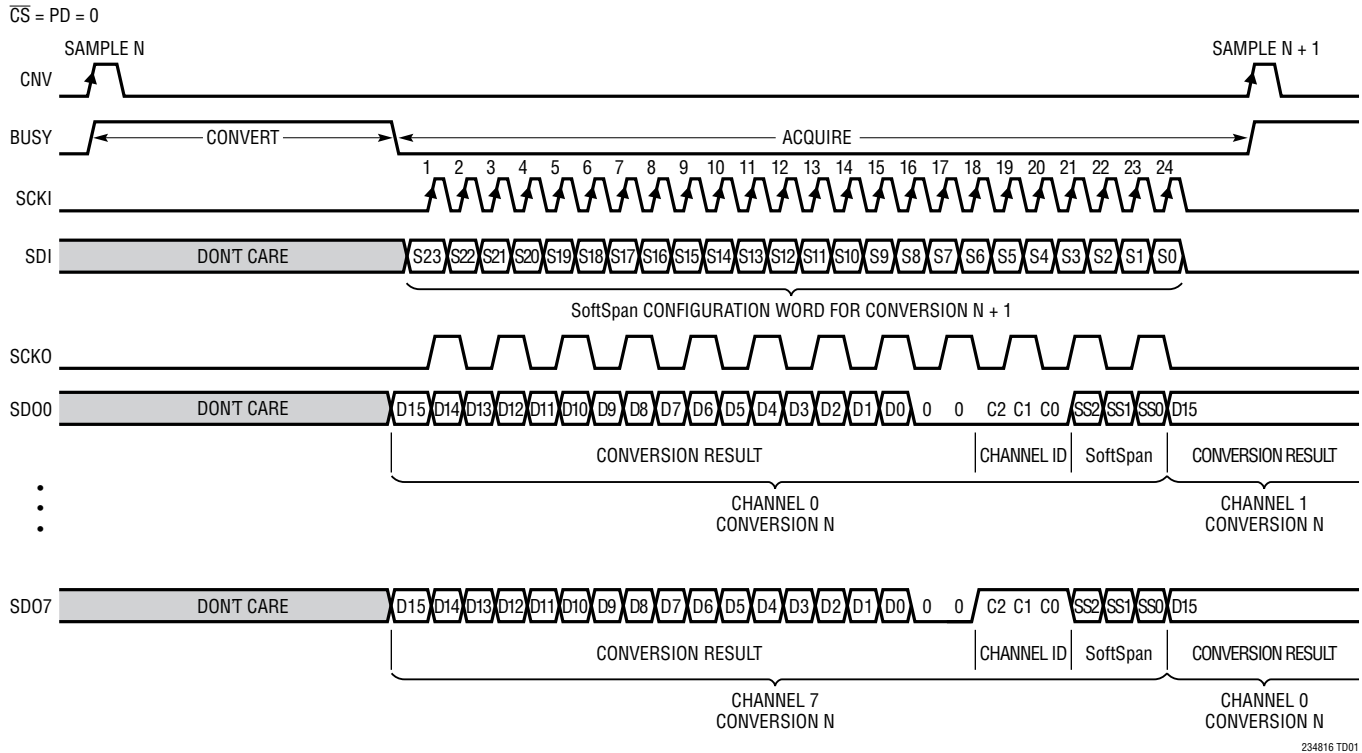 CS = PD = 0
SAMPLE N
SAMPLE N + 1
CNV
BUSY
CONVERT
ACQUIRE
1 2 3 4 5 6 7 8 9 10 11 12 13 14 15 16 17 18 19 20 21 22 23 24
SCKI
SDI
DON'T CARE
S23 S22 S21 S20 S19 S18 S17 S16 S15 S14 S13 S12 S11 S10 S9 S8 S7 S6 S5 S4 S3 S2 S1 S0
SoftSpan CONFIGURATION WORD FOR CONVERSION N + 1
SCKO
SDO0
DON'T CARE
D15 D14 D13 D12 D11 D10 D9 D8 D7 D6 D5 D4 D3 D2 D1 D0 0 0 C2 C1 C0 SS2 SS1 SS0 D15
CONVERSION RESULT
CHANNEL ID
SoftSpan
CONVERSION RESULT
CHANNEL 0
CONVERSION N
CHANNEL 1
CONVERSION N
SDO7
DON'T CARE
D15 D14 D13 D12 D11 D10 D9 D8 D7 D6 D5 D4 D3 D2 D1 D0 0 0 C2 C1 C0 SS2 SS1 SS0 D15
CONVERSION RESULT
CHANNEL ID
SoftSpan
CONVERSION RESULT
CHANNEL 7
CONVERSION N
CHANNEL 0
CONVERSION N
234816 TD01